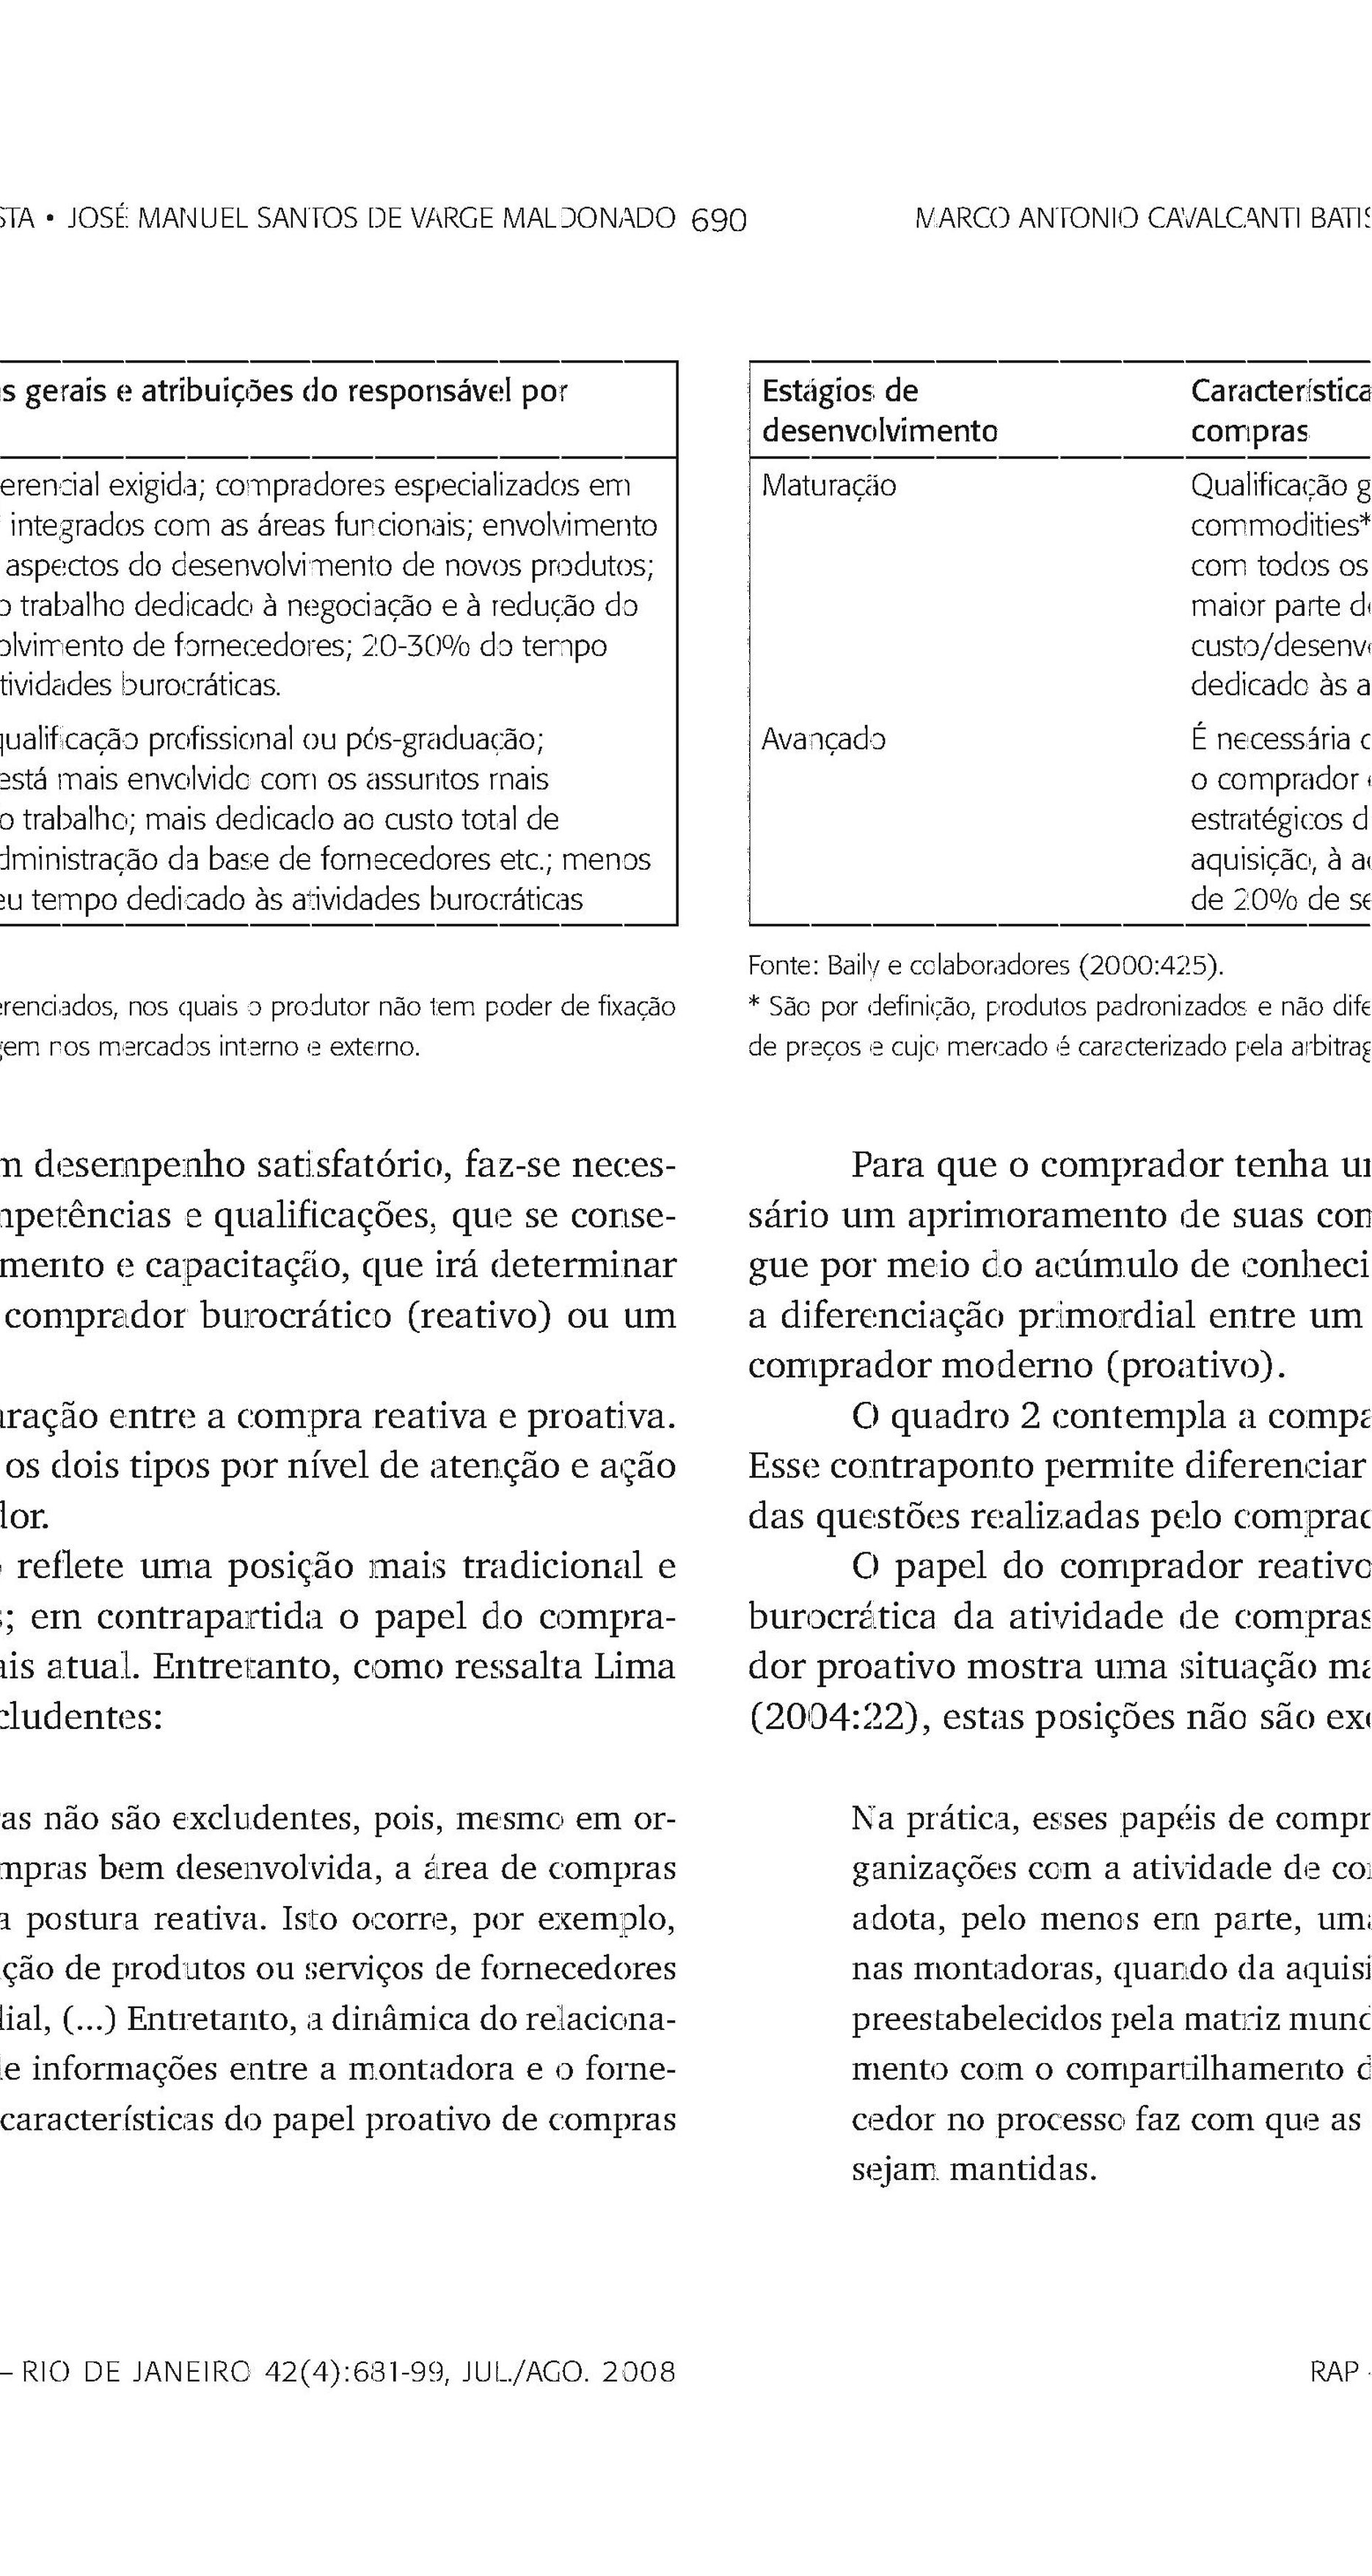 STA • JOSÉ MANUEL SANTOS DE VARGE MALDONADO
s gerais e atribuições do responsável por
erencial exigida; compradores especializados em
integrados com as áreas funcionais; envolvimento
aspectos do desenvolvimento de novos produtos;
o trabalho dedicado à negociação e à redução do
olvimento de fornecedores; 20-30% do tempo
tividades burocráticas.
qualificação profissional ou pós-graduação;
está mais envolvido com os assuntos mais
o trabalho; mais dedicado ao custo total de
dministração da base de fornecedores etc.; menos
eu tempo dedicado às atividades burocráticas
erenciados, nos quais o produtor não tem poder de fixação
gem nos mercados interno e externo.
m desempenho satisfatório, faz-se neces-
mpetências e qualificações, que se conse-
mento e capacitação, que irá determinar
comprador burocrático (reativo) ou um
aração entre a compra reativa e proativa.
os dois tipos por nível de atenção e ação
dor.
reflete uma posição mais tradicional e
s; em contrapartida o papel do compra-
ais atual. Entretanto, como ressalta Lima
cludentes:
ras não são excludentes, pois, mesmo em or-
mpras bem desenvolvida, a área de compras
a postura reativa. Isto ocorre, por exemplo,
ição de produtos ou serviços de fornecedores
dial, (...) Entretanto, a dinâmica do relaciona-
de informações entre a montadora e o forne-
características do papel proativo de compras
– RIO DE JANEIRO 42(4):681-99, JUL./AGO. 2008
690 MARCO ANTONIO CAVALCANTI BATIS
Estágios de
desenvolvimento
Característica
compras
Maturação
Qualificação g
commodities*
com todos os
maior parte d
custo/desenv
dedicado às a
Avançado
É necessária
o comprador
estratégicos d
aquisição, à a
de 20% de se
Fonte: Baily e colaboradores (2000:425).
* São por definição, produtos padronizados e não dife
de preços e cujo mercado é caracterizado pela arbitrag
Para que o comprador tenha u
sário um aprimoramento de suas com
gue por meio do acúmulo de conheci
a diferenciação primordial entre um
comprador moderno (proativo).
O quadro 2 contempla a compa
Esse contraponto permite diferenciar
das questões realizadas pelo comprad
O papel do comprador reativo
burocrática da atividade de compras
dor proativo mostra uma situação ma
(2004:22), estas posições não são exc
Na prática, esses papéis de compr
ganizações com a atividade de co
adota, pelo menos em parte, uma
nas montadoras, quando da aquisi
preestabelecidos pela matriz mund
mento com o compartilhamento d
cedor no processo faz com que as
sejam mantidas.
RAP